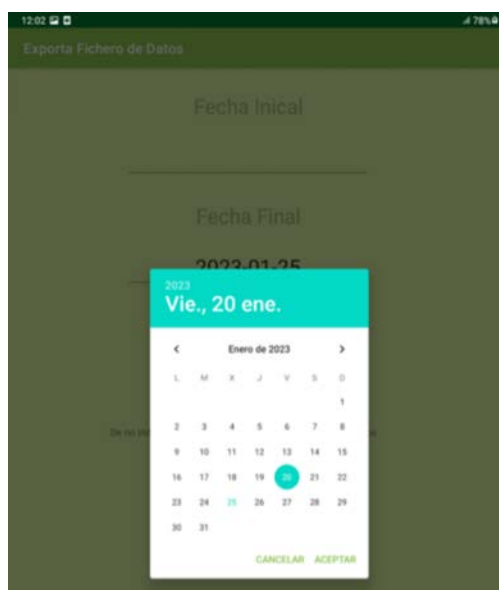 12:02 78%
Exporta Fichero de Datos
Fecha Inical
Fecha Final
2023-01-25
2023
Vie., 20 ene.
Enero de 2023
L M X J V S D
1
2 3 4 5 6 7 8
9 10 11 12 13 14 15
16 17 18 19 20 21 22
23 24 25 26 27 28 29
30 31
De no
CANCELAR ACEPTAR